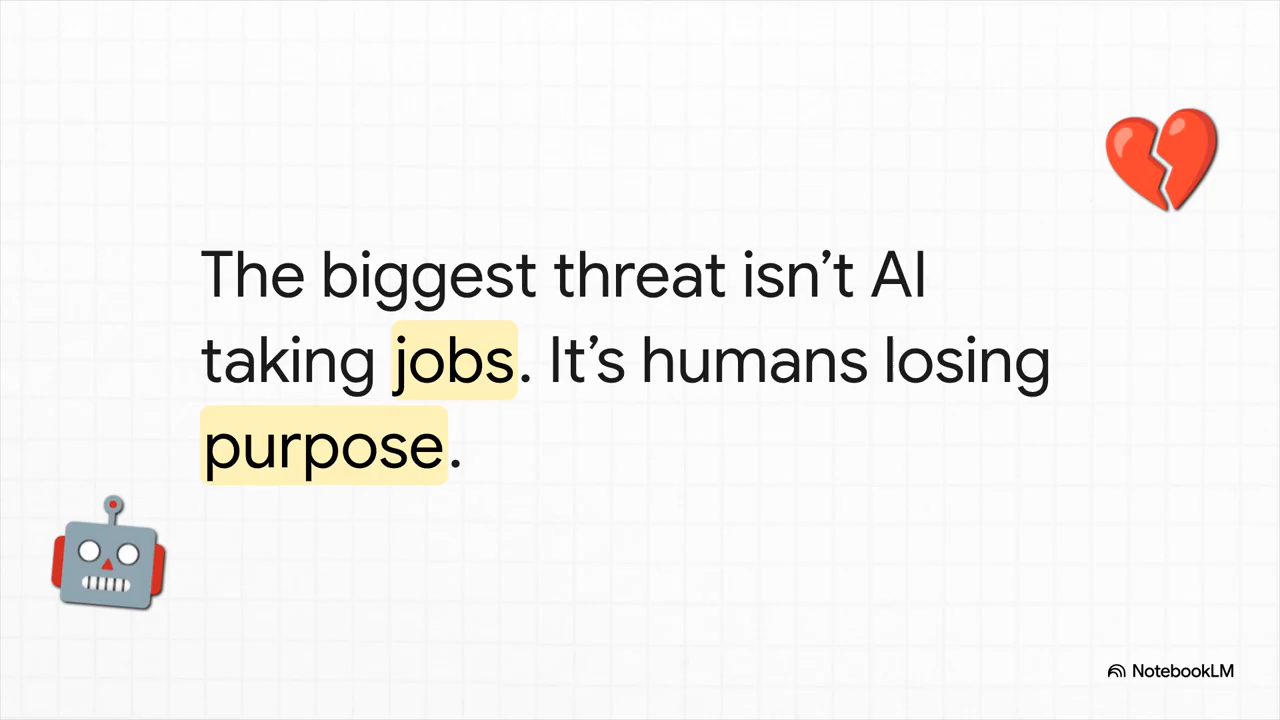 The biggest threat isn’t AI
taking jobs. It’s humans losing
purpose.
NotebookLM